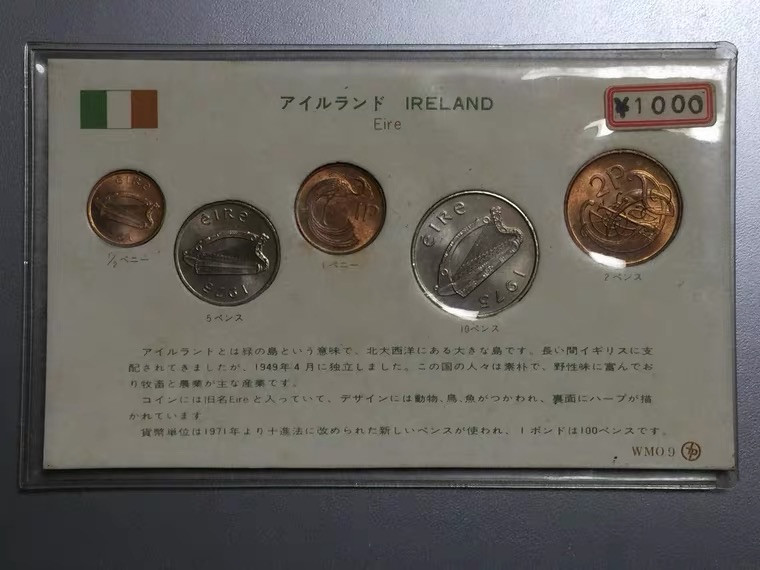 アイルランド IRELAND
Eire
¥1000
éIRE
éIRE
1975
1P
éIRE
1975
2P
1/2ペニー
5ペンス
1ペニー
10ペンス
2ペンス
アイルランドとは緑の島という意味で、北大西洋にある大きな島です。長い間イギリスに支
配されてきましたが、1949年4月に独立しました。この国の人々は素朴で、野性味に富んでお
り牧畜と農業が主な産業です。
コインには旧名Eireと入っていて、デザインには動物、鳥、魚がつかわれ、裏面にハープが描
かれています
貨幣単位は1971年より十進法に改められた新しいペンスが使われ、1ポンドは100ペンスです。
WM09